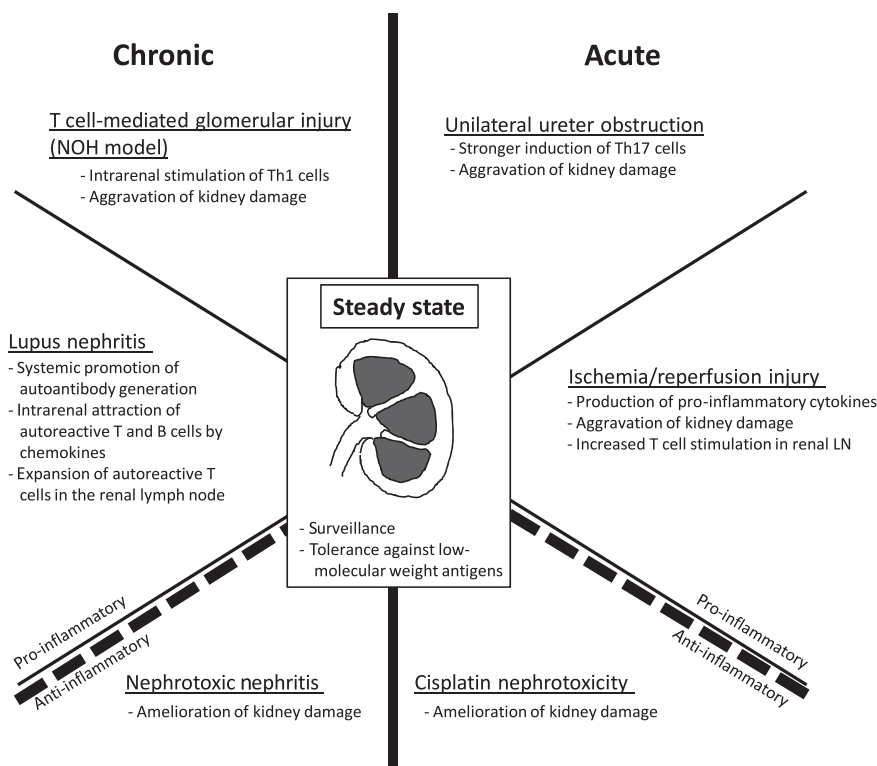 Chronic
Acute
T cell-mediated glomerular injury
(NOH model)
- Intrarenal stimulation of Th1 cells
- Aggravation of kidney damage
Unilateral ureter obstruction
- Stronger induction of Th17 cells
- Aggravation of kidney damage
Steady state
- Surveillance
- Tolerance against low-
molecular weight antigens
Lupus nephritis
- Systemic promotion of
autoantibody generation
- Intrarenal attraction of
autoreactive T and B cells by
chemokines
- Expansion of autoreactive T
cells in the renal lymph node
Ischemia/reperfusion injury
- Production of pro-inflammatory cytokines
- Aggravation of kidney damage
- Increased T cell stimulation in renal LN
Pro-inflammatory
Anti-inflammatory
Pro-inflammatory
Anti-inflammatory
Nephrotoxic nephritis
- Amelioration of kidney damage
Cisplatin nephrotoxicity
- Amelioration of kidney damage